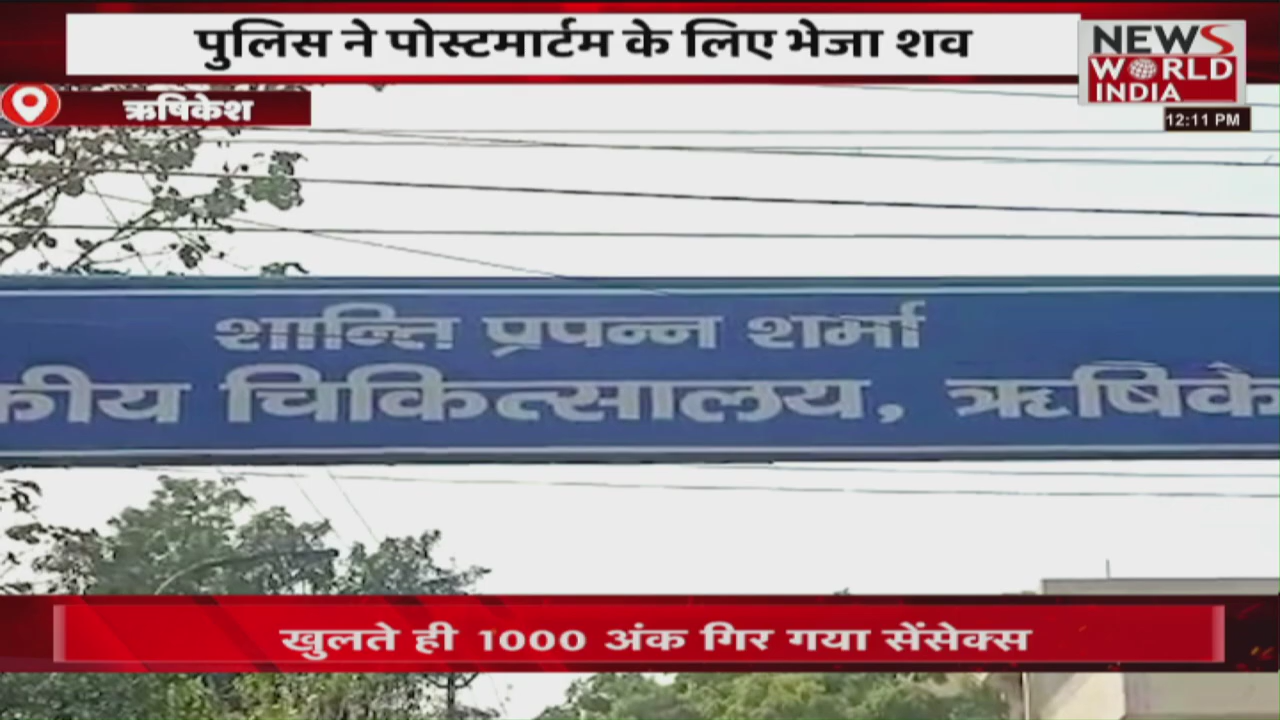 पुलिस ने पोस्टमार्टम के लिए भेजा शव
NEWS
WORLD
INDIA
ऋषिकेश
12:11 PM
शान्ति प्रपन्न शर्मा
कीय चिकित्सालय, ऋषिके
खुलते ही 1000 अंक गिर गया सेंसेक्स